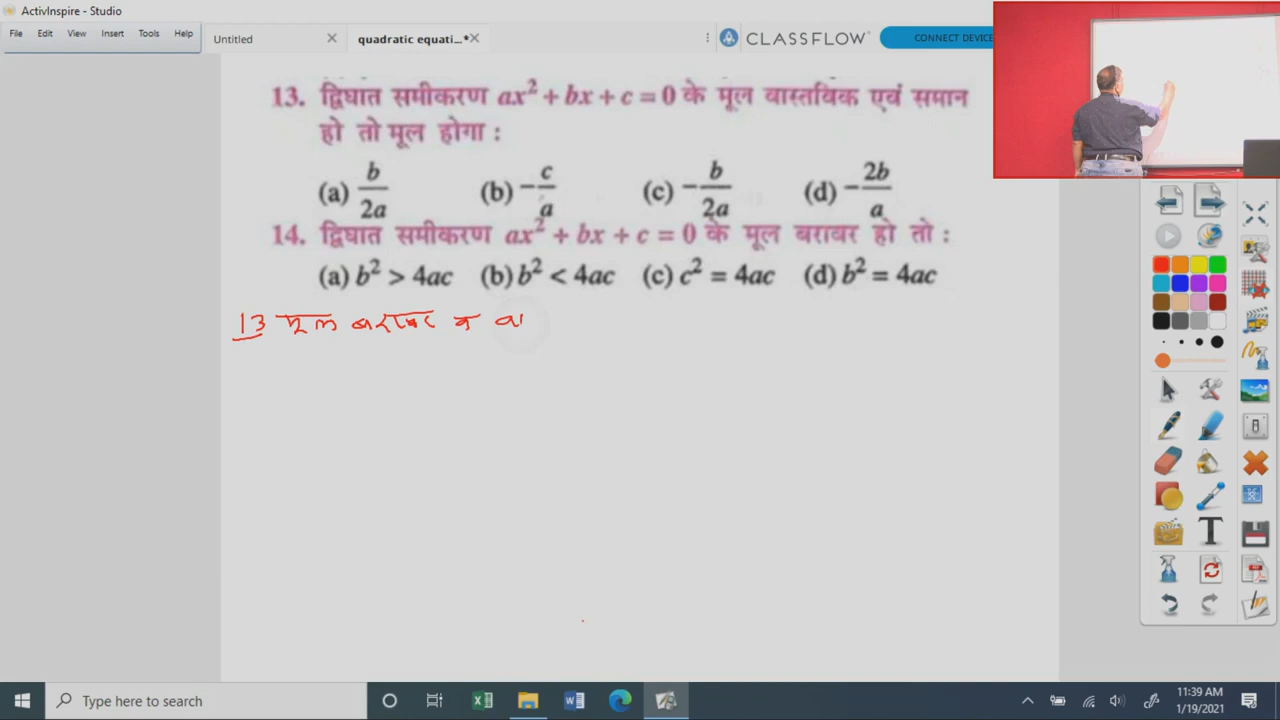 ActivInspire - Studio
File Edit View Insert Tools Help
Untitled
quadratic equati...*
CLASSFLOW
CONNECT DEVICE
13. द्विघात समीकरण ax² + bx + c = 0 के मूल वास्तविक एवं समान
हो तो मूल होगा :
(a) b/2a (b) -c/a (c) -b/2a (d) -2b/a
14. द्विघात समीकरण ax² + bx + c = 0 के मूल बराबर हो तो :
(a) b² > 4ac (b) b² < 4ac (c) c² = 4ac (d) b² = 4ac
13 मूल बराबर व वा
Type here to search
11:39 AM
1/19/2021